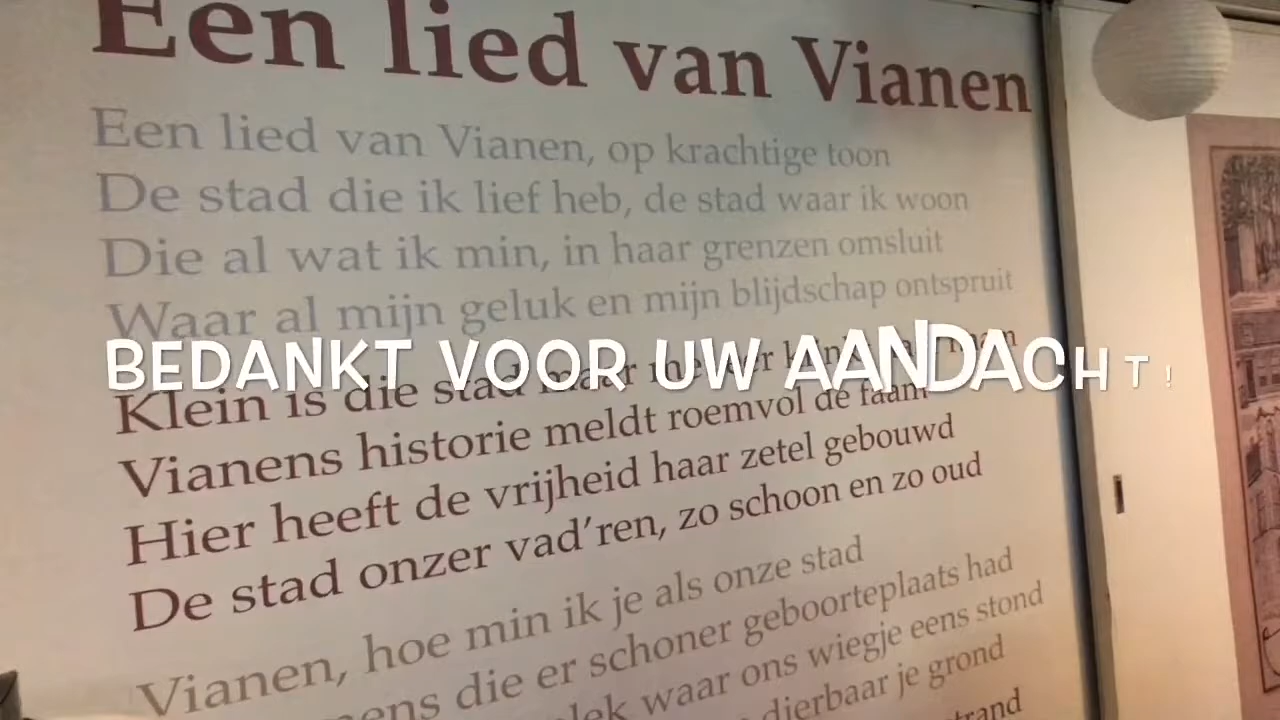 Een lied van Vianen
Een lied van Vianen, op krachtige toon
De stad die ik lief heb, de stad waar ik woon
Die al wat ik min, in haar grenzen omsluit
Waar al mijn geluk en mijn blijdschap ontspruit
BEDANKT VOOR UW AANDACHT!
Klein is die stad maar
Vianens historie meldt roemvol de faam
Hier heeft de vrijheid haar zetel gebouwd
De stad onzer vad'ren, zo schoon en zo oud
Vianen, hoe min ik je als onze stad
die er schoner geboorteplaats had
waar ons wiegje eens stond
dierbaar je grond